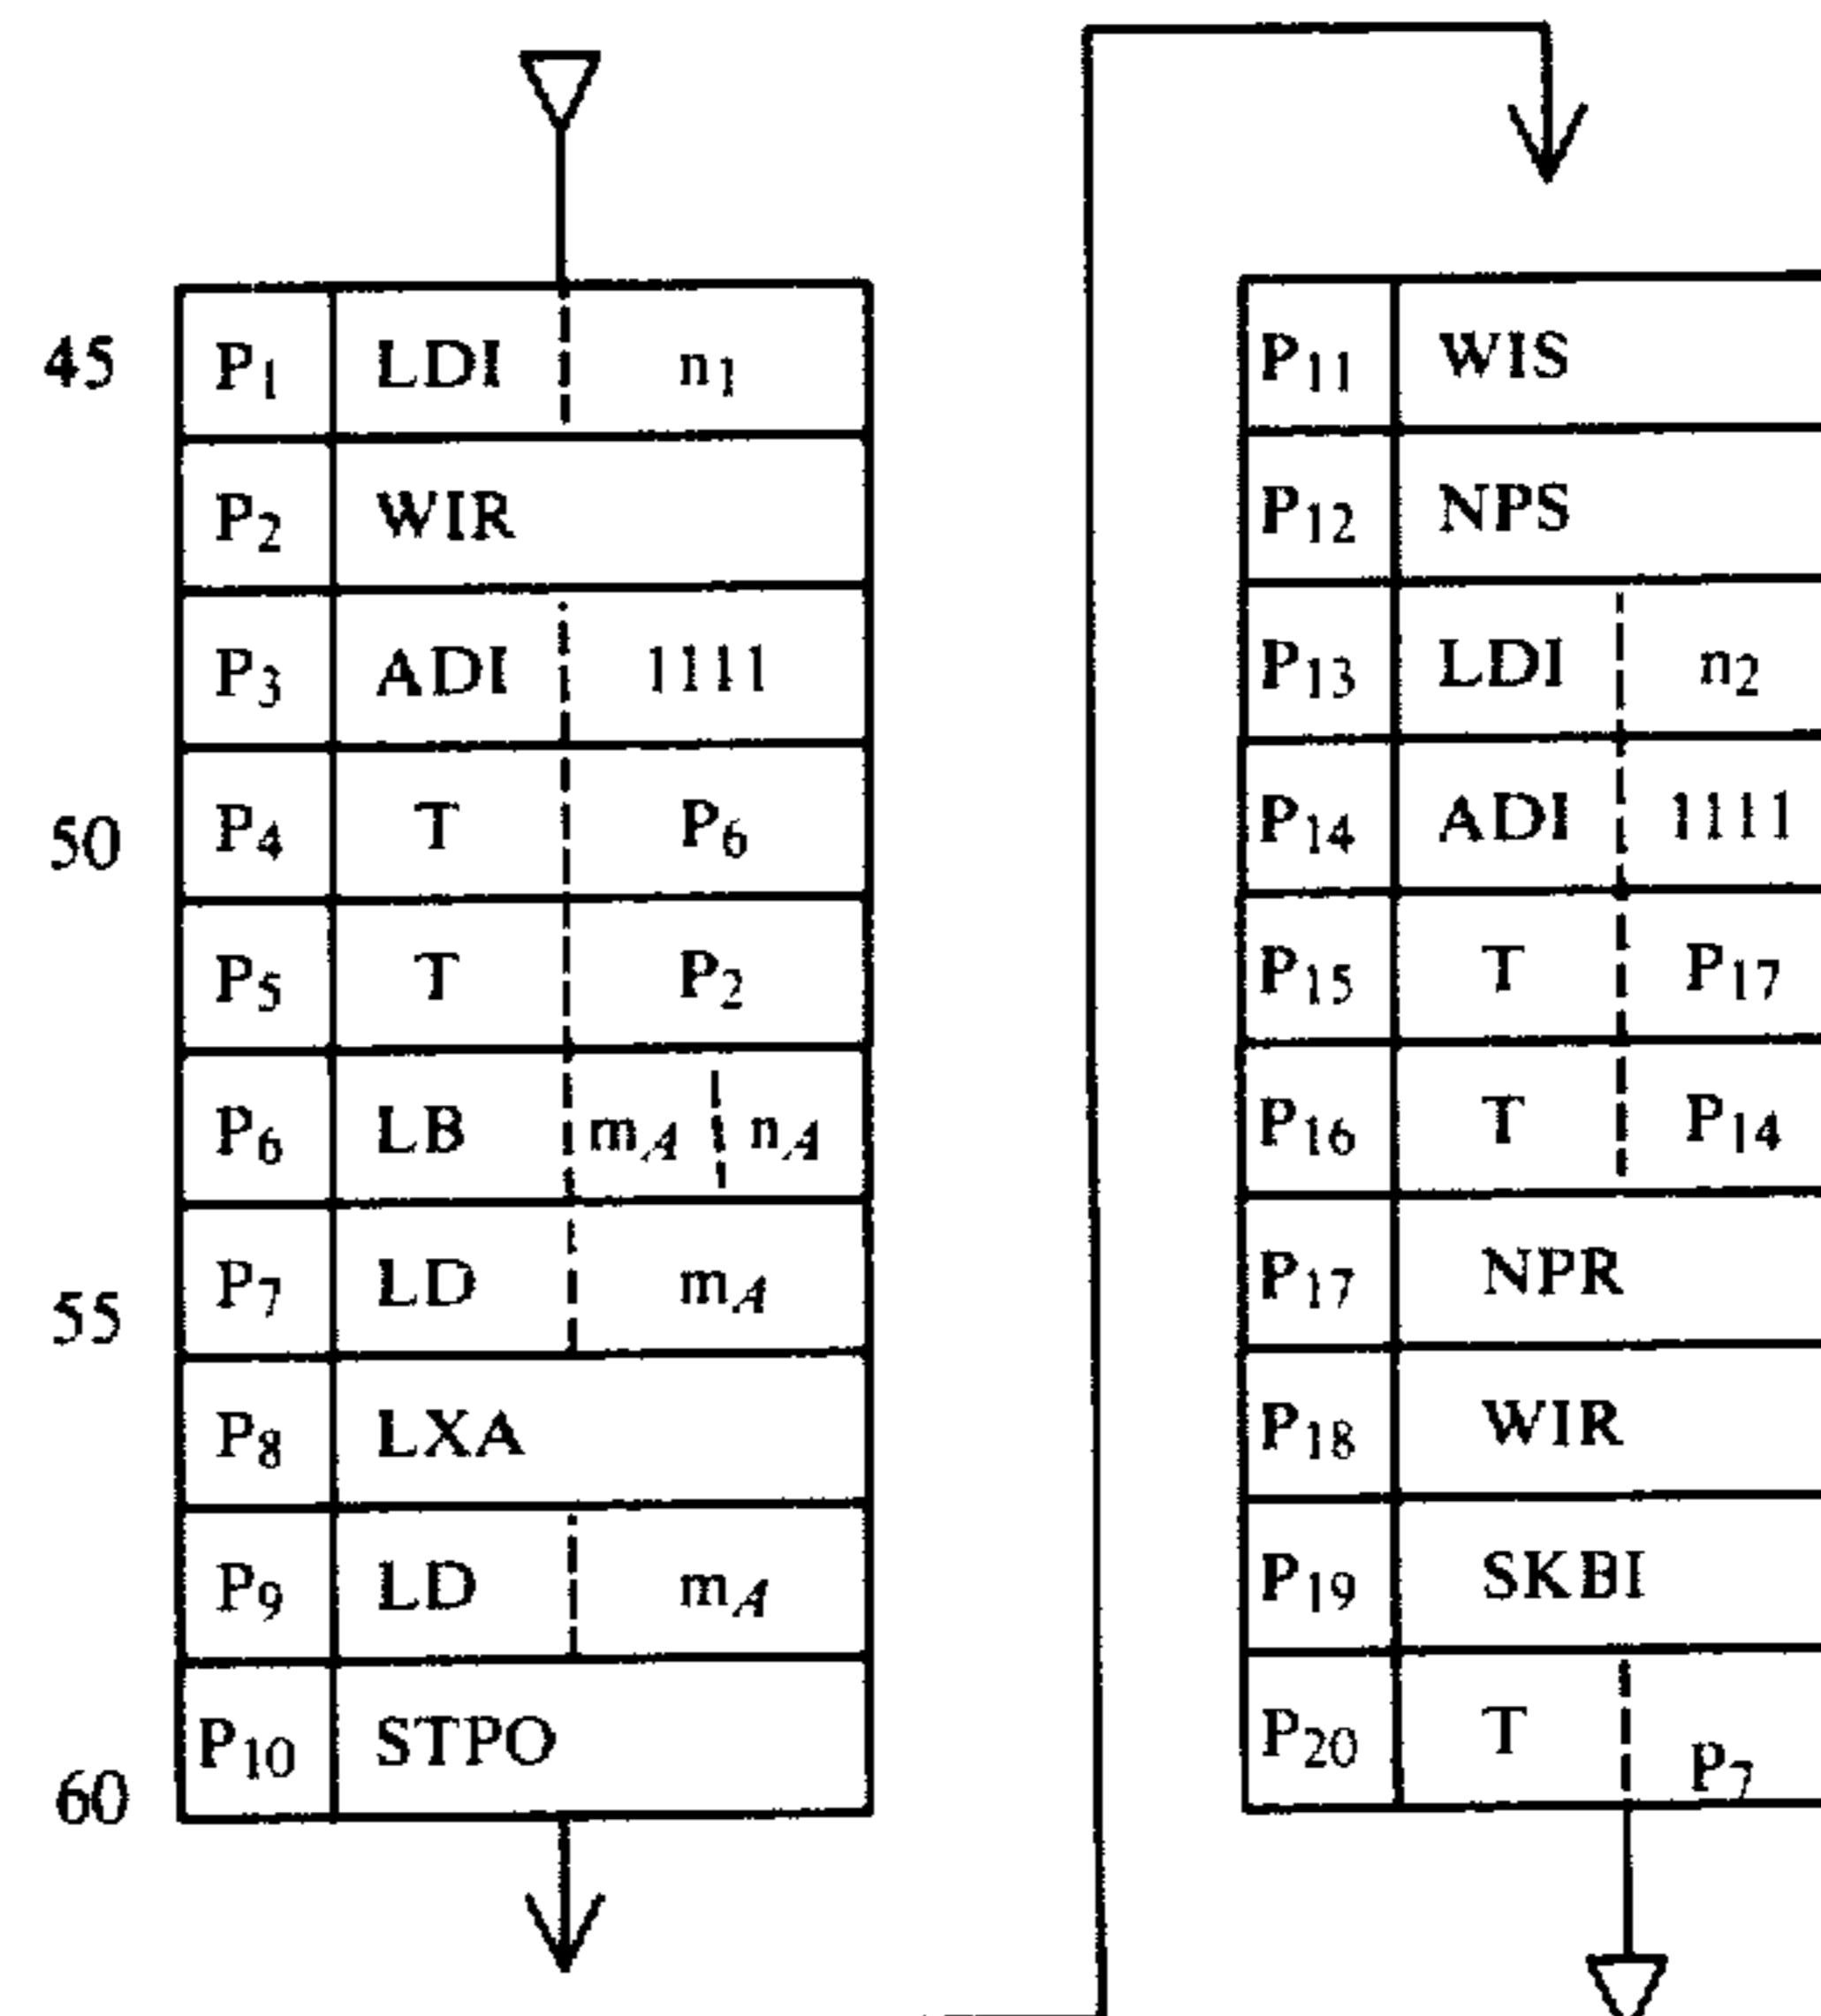 45 P1 LDI n1
P2 WIR
P3 ADI 1111
50 P4 T P6
P5 T P2
P6 LB mA nA
55 P7 LD mA
P8 LXA
P9 LD mA
60 P10 STPO
P11 WIS
P12 NPS
P13 LDI n2
P14 ADI 1111
P15 T P17
P16 T P14
P17 NPR
P18 WIR
P19 SKBI
P20 T P7